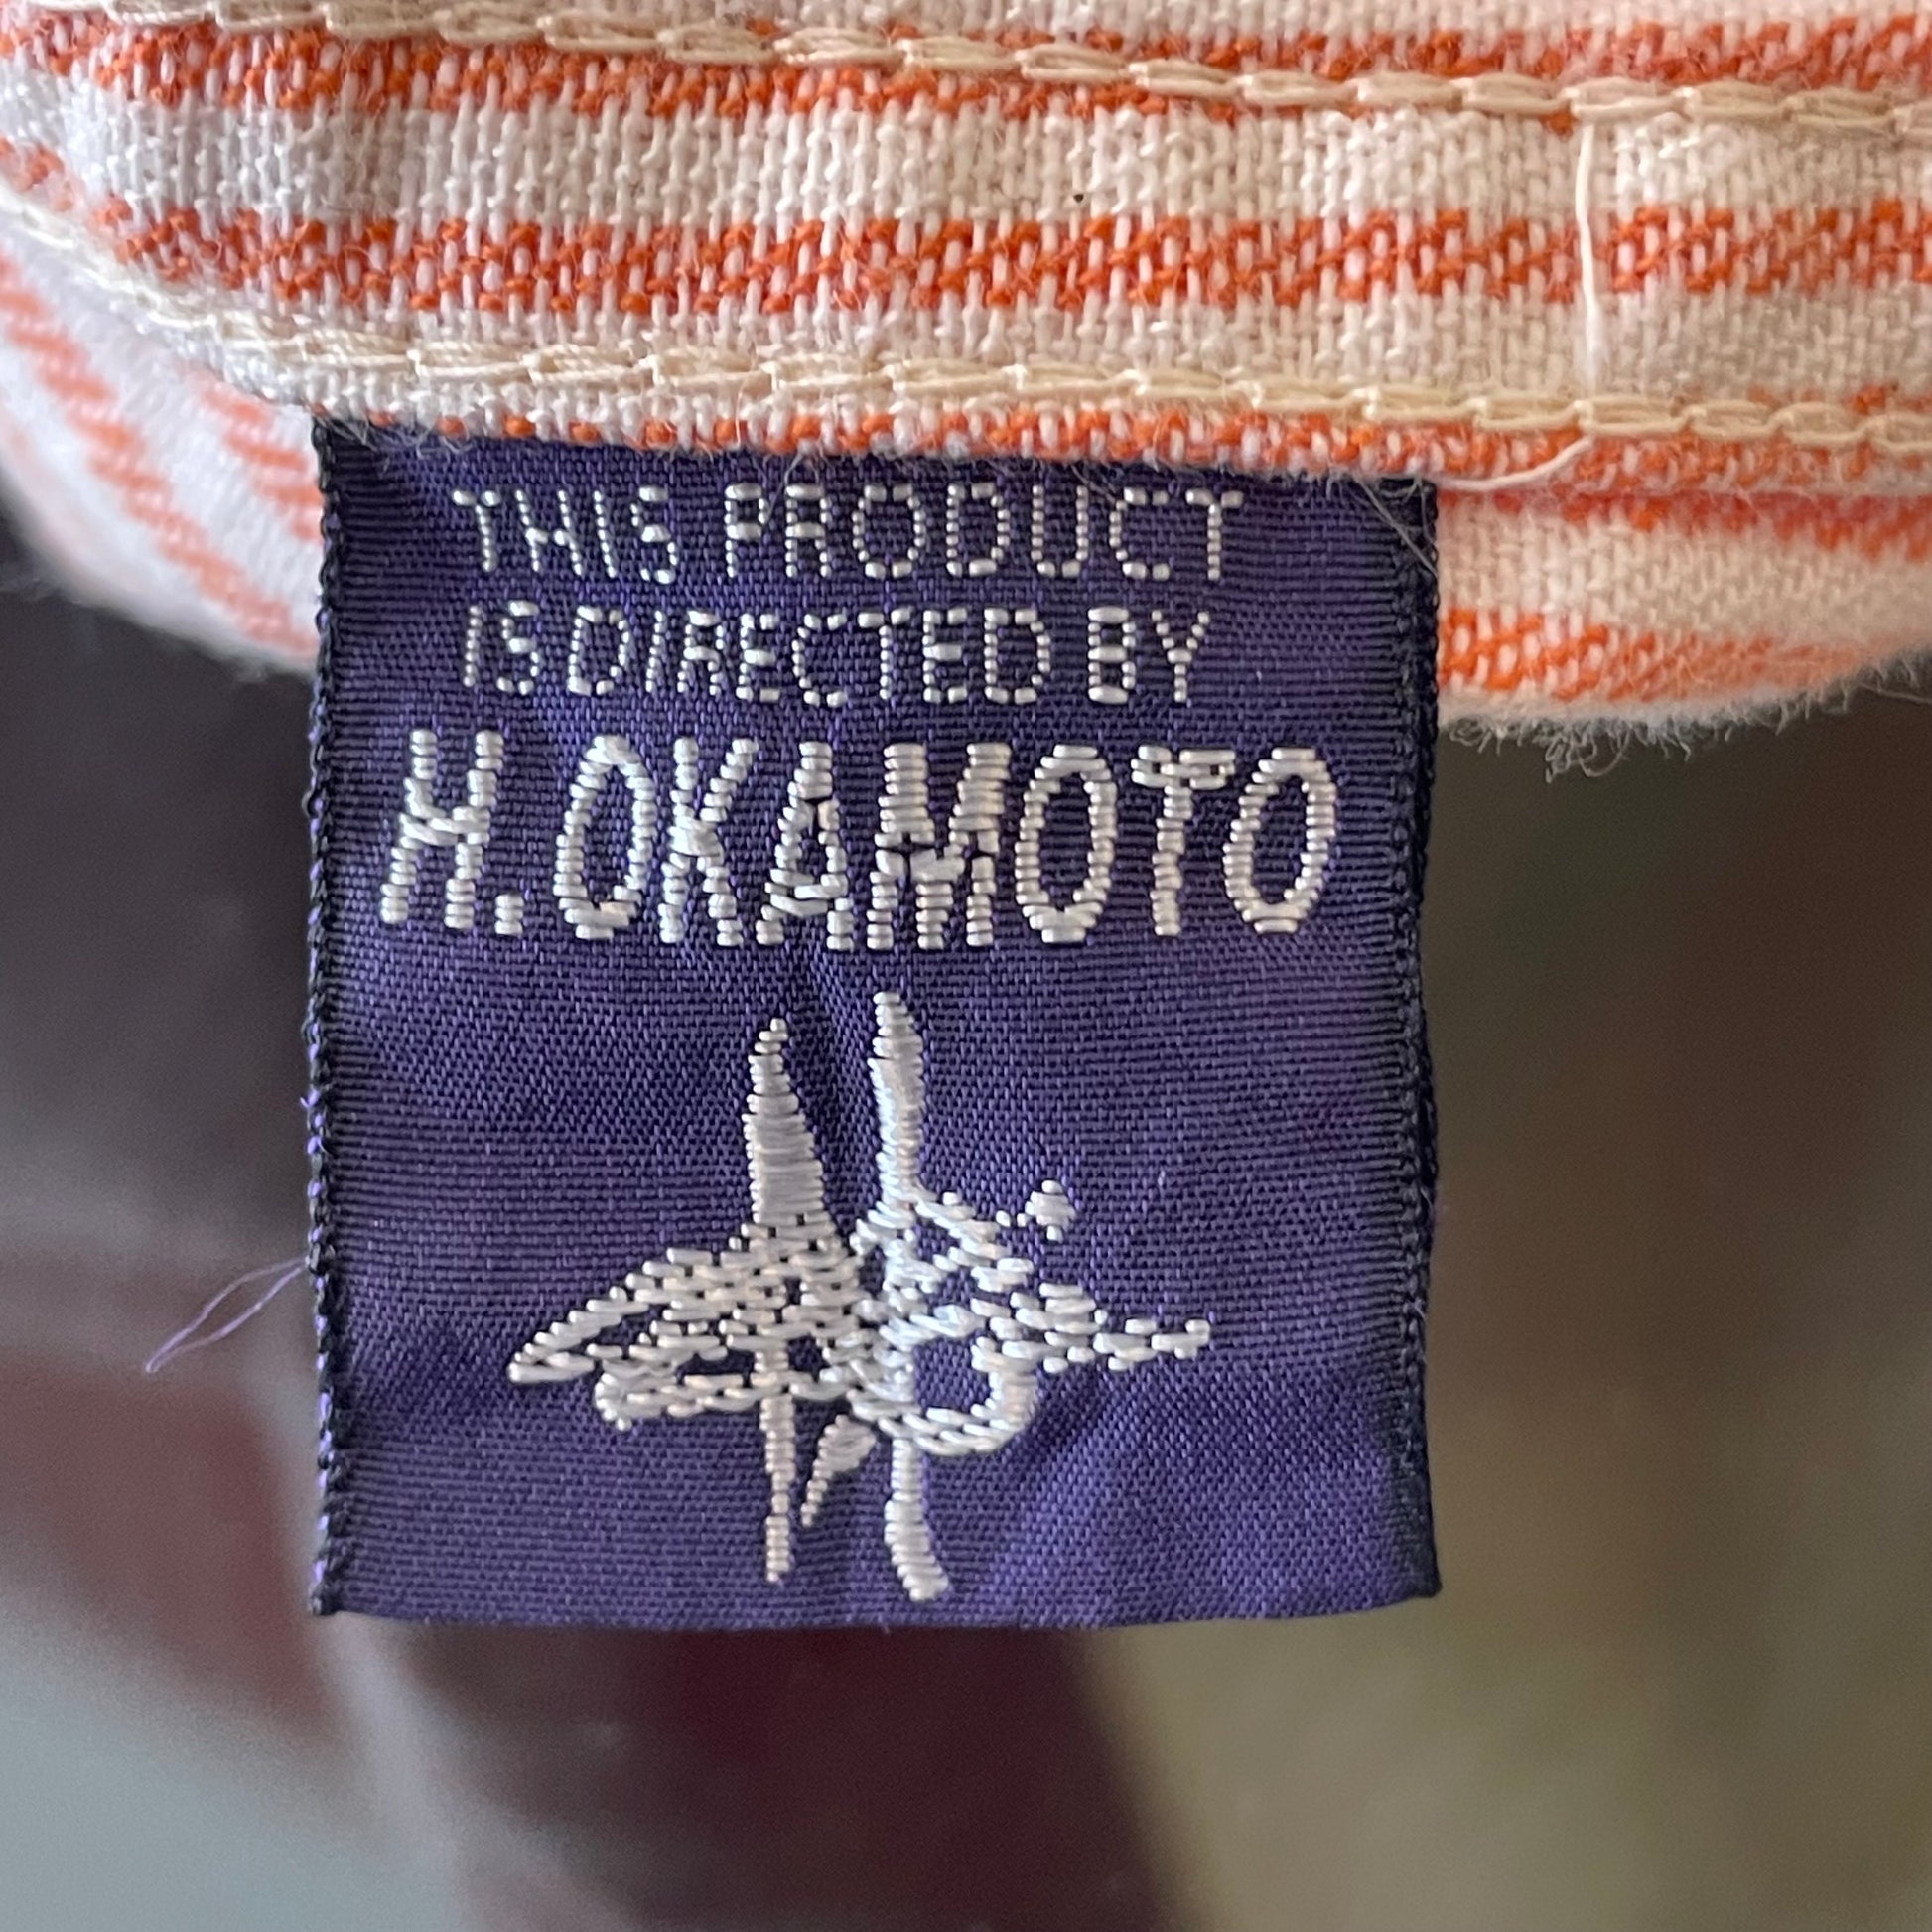 THIS PRODUCT
IS DIRECTED BY
H.OKAMOTO